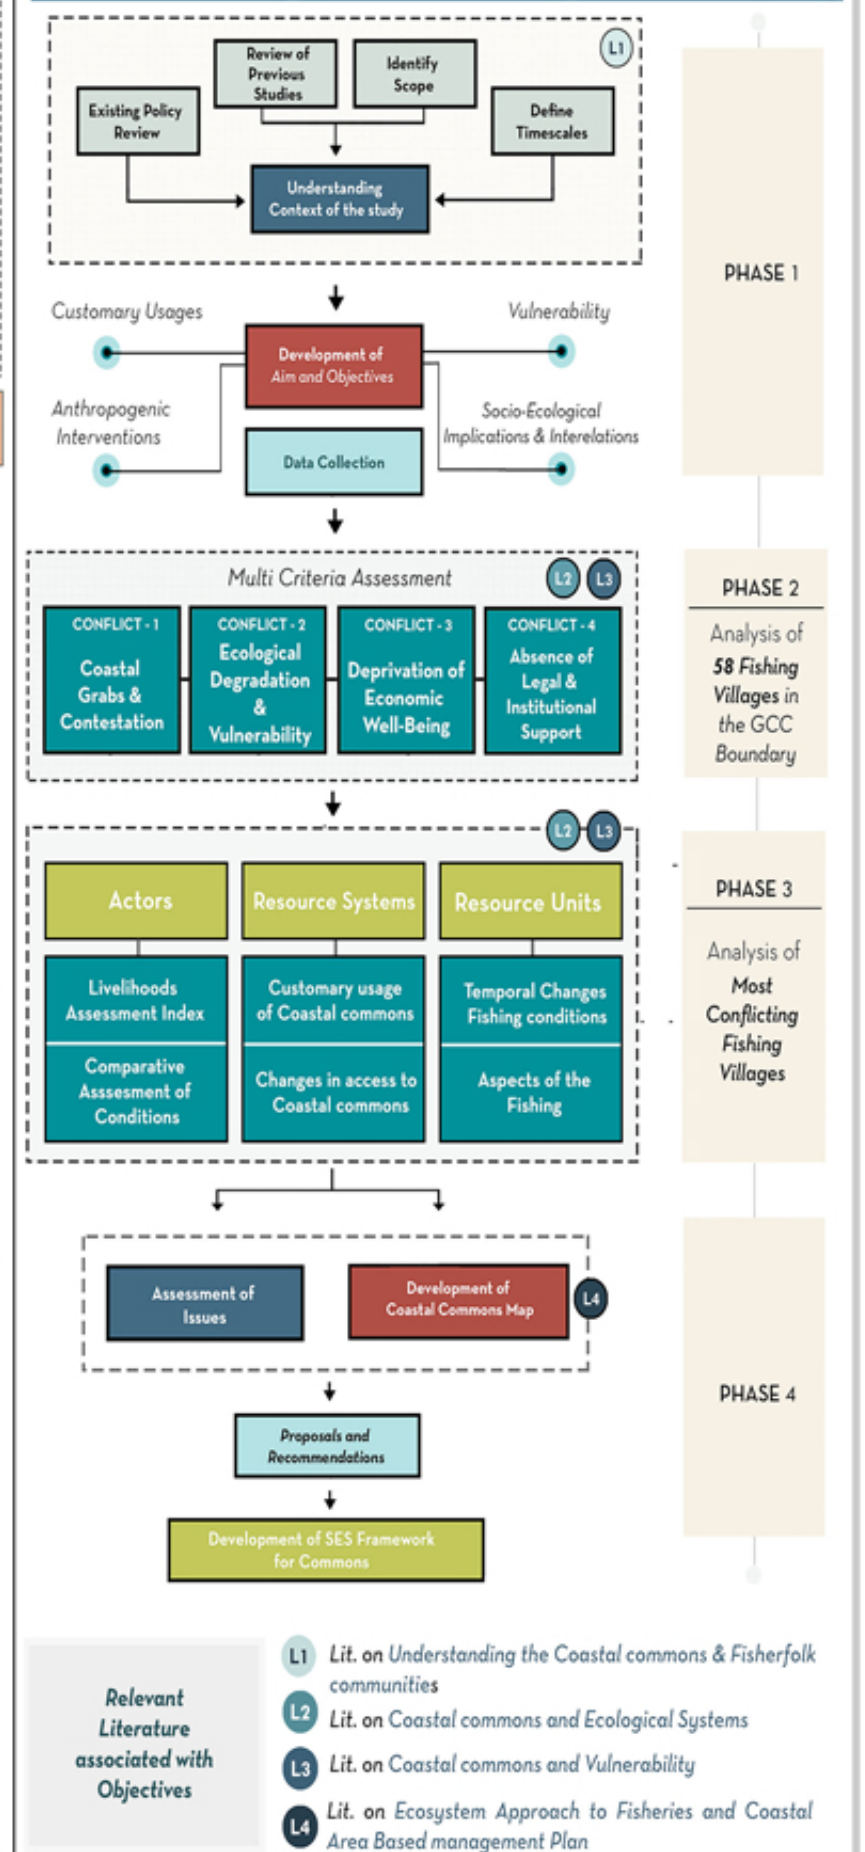 L1
Review of
Previous
Studies
Identify
Scope
Existing Policy
Review
Define
Timescales
Understanding
Context of the study
PHASE 1
Customary Usages
Vulnerability
Development of
Aim and Objectives
Anthropogenic
Interventions
Socio-Ecological
Implications & Interelations
Data Collection
Multi Criteria Assessment
L2
L3
CONFLICT - 1
Coastal
Grabs &
Contestation
CONFLICT - 2
Ecological
Degradation
&
Vulnerability
CONFLICT - 3
Deprivation of
Economic
Well-Being
CONFLICT - 4
Absence of
Legal &
Institutional
Support
PHASE 2
Analysis of
58 Fishing
Villages in
the GCC
Boundary
L2
L3
Actors
Resource Systems
Resource Units
Livelihoods
Assessment Index
Customary usage
of Coastal commons
Temporal Changes
Fishing conditions
Comparative
Asssesment of
Conditions
Changes in access to
Coastal commons
Aspects of the
Fishing
PHASE 3
Analysis of
Most
Conflicting
Fishing
Villages
Assessment of
Issues
Development of
Coastal Commons Map
L4
PHASE 4
Proposals and
Recommendations
Development of SES Framework
for Commons
Relevant
Literature
associated with
Objectives
L1 Lit. on Understanding the Coastal commons & Fisherfolk
communities
L2 Lit. on Coastal commons and Ecological Systems
L3 Lit. on Coastal commons and Vulnerability
L4 Lit. on Ecosystem Approach to Fisheries and Coastal
Area Based management Plan